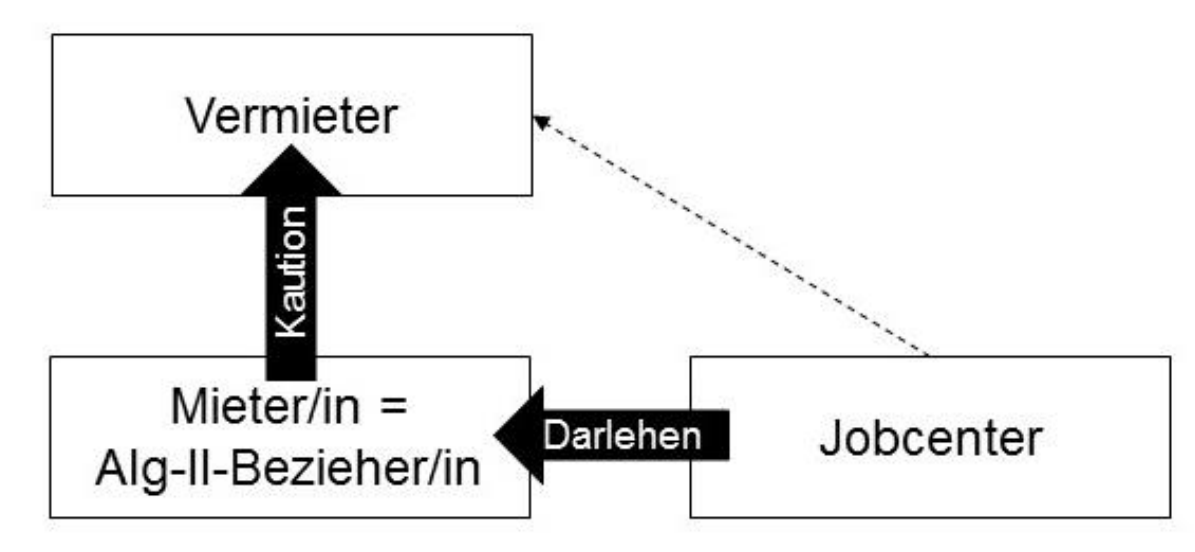 Vermieter
Kaution
Mieter/in =
Alg-II-Bezieher/in
Darlehen
Jobcenter